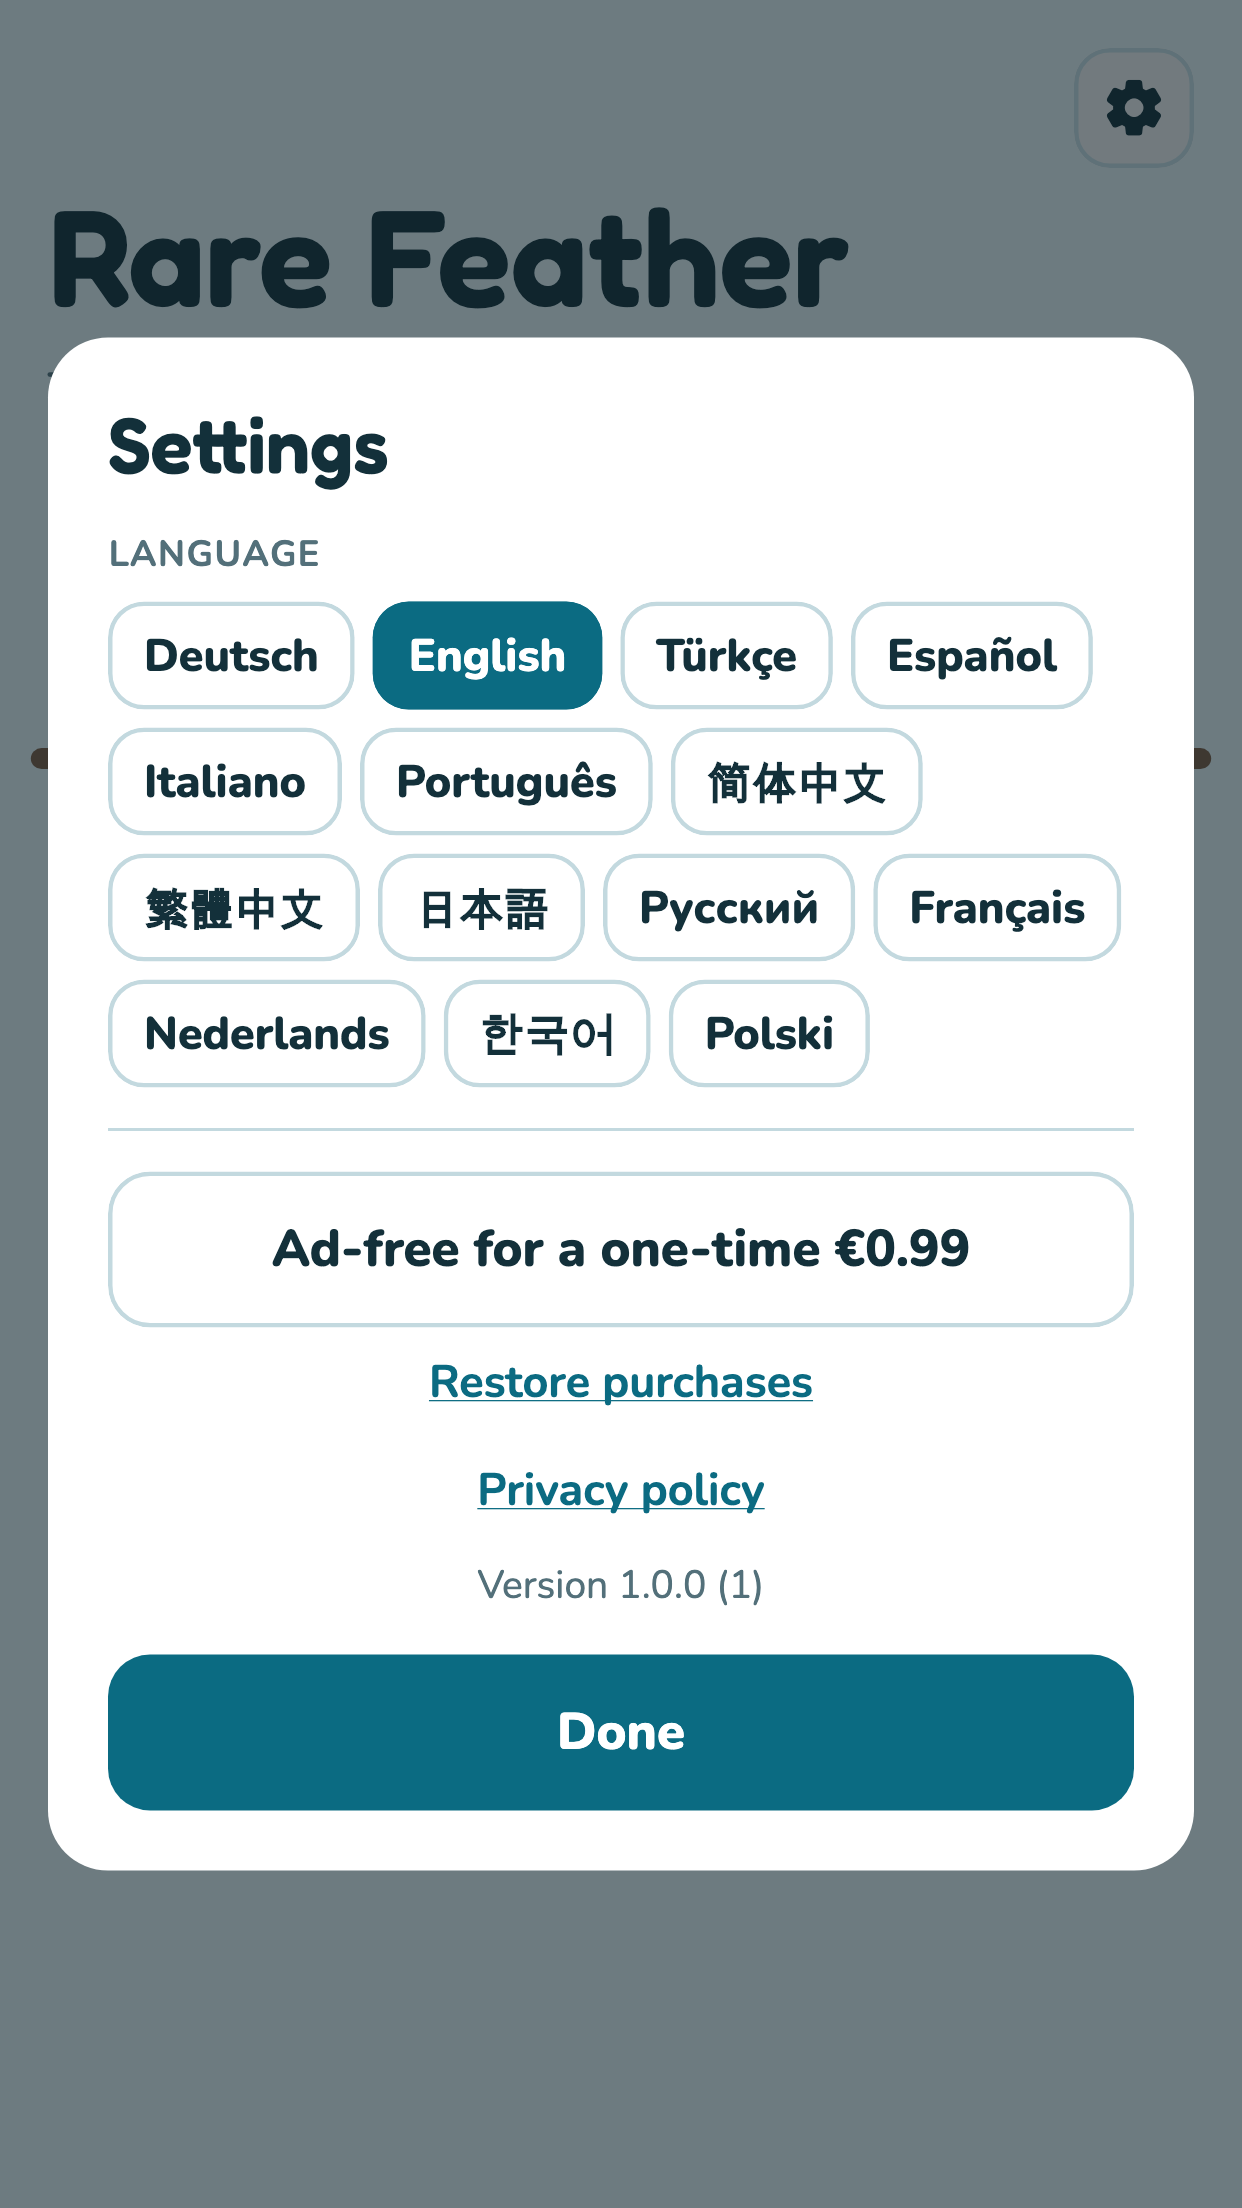 Rare Feather
Settings
LANGUAGE
Deutsch English Türkçe Español
Italiano Português 简体中文
繁體中文 日本語 Русский Français
Nederlands 한국어 Polski
Ad-free for a one-time €0.99
Restore purchases
Privacy policy
Version 1.0.0 (1)
Done